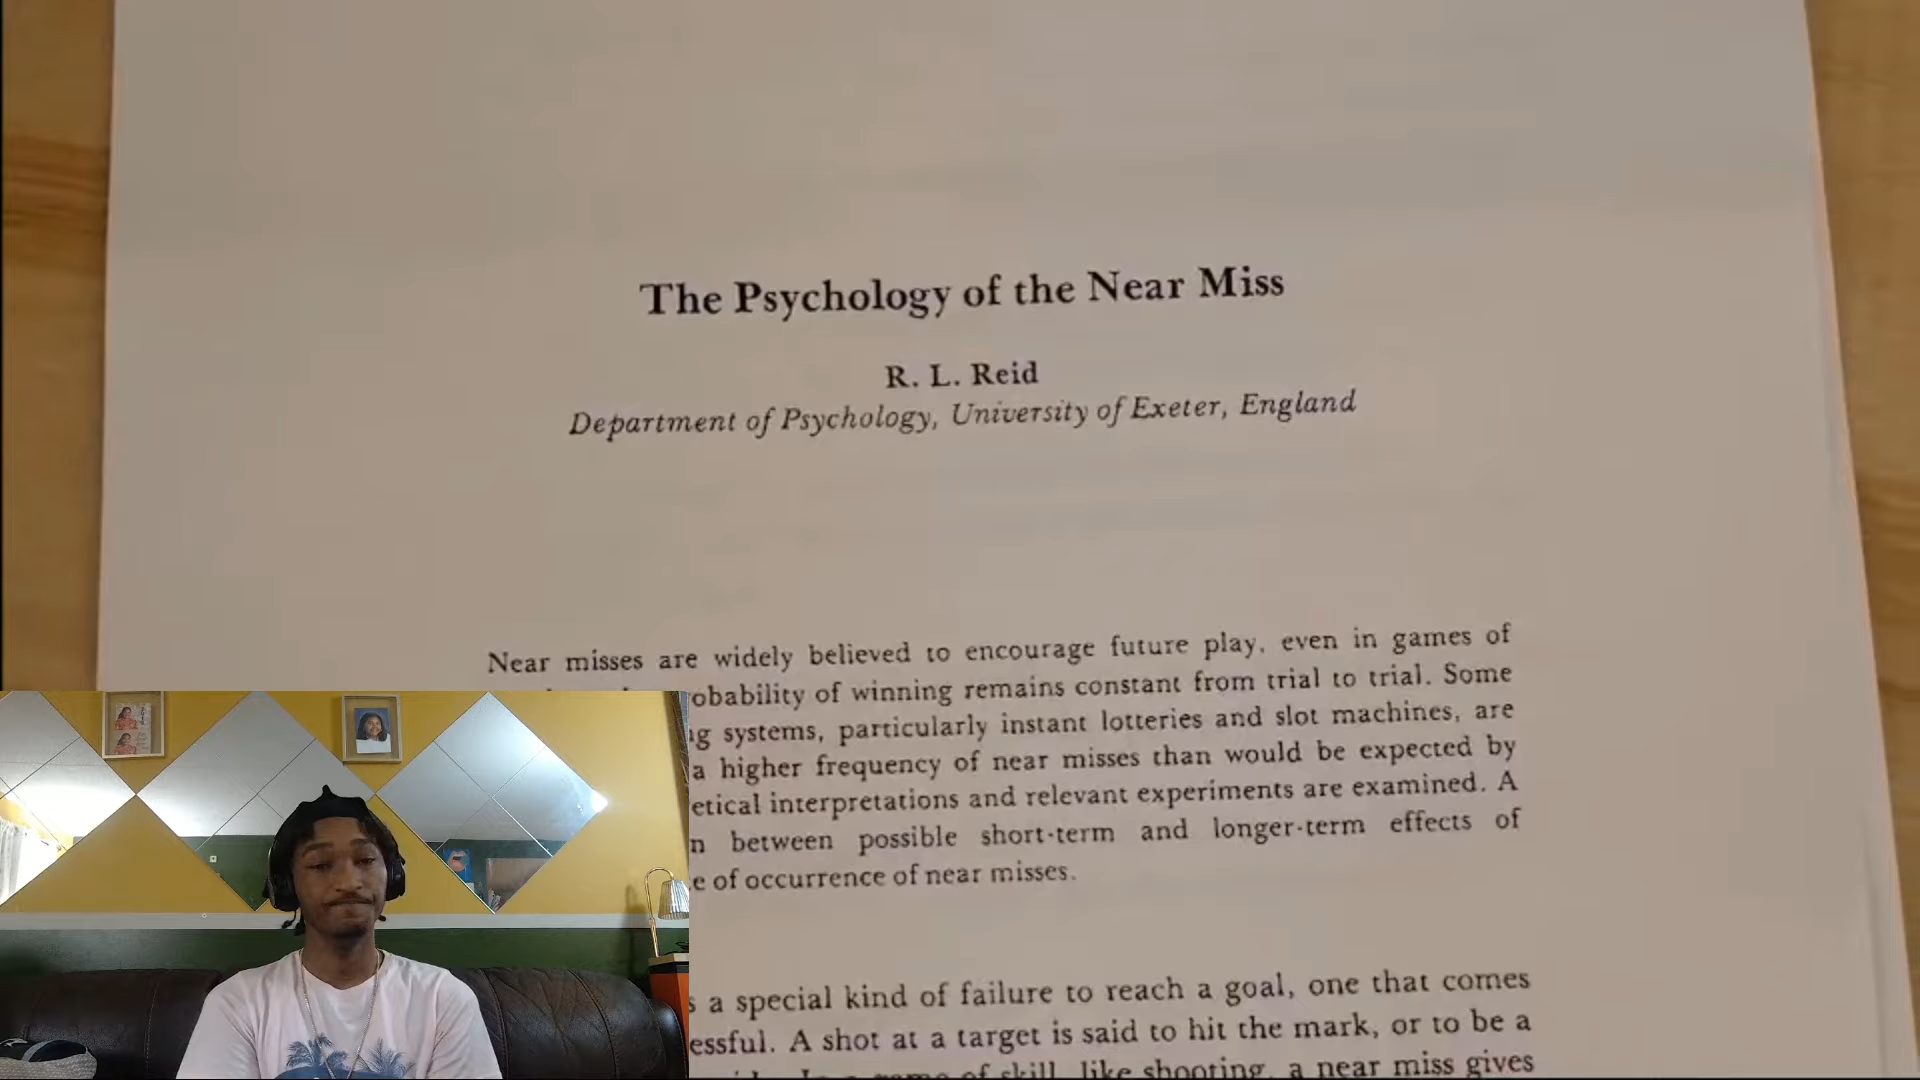 The Psychology of the Near Miss
R. L. Reid
Department of Psychology, University of Exeter, England
Near misses are widely believed to encourage future play, even in games of
obability of winning remains constant from trial to trial. Some
g systems, particularly instant lotteries and slot machines, are
a higher frequency of near misses than would be expected by
etical interpretations and relevant experiments are examined. A
n between possible short-term and longer-term effects of
e of occurrence of near misses.
s a special kind of failure to reach a goal, one that comes
essful. A shot at a target is said to hit the mark, or to be a
game of skill, like shooting, a near miss gives